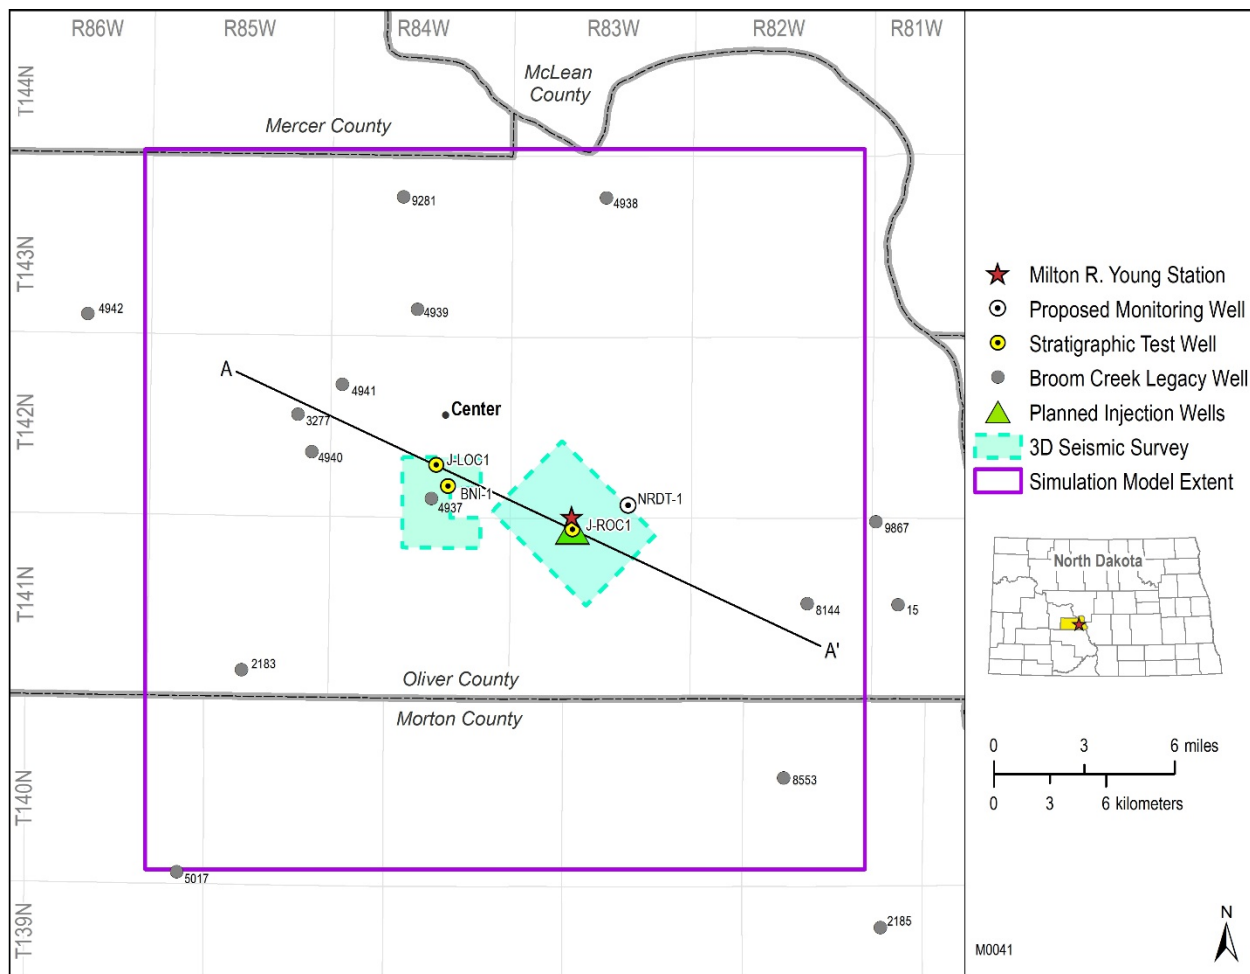 R86W
R85W
R84W
R83W
R82W
R81W
T144N
McLean
County
Mercer County
9281
4938
T143N
4942
4939
A
4941
Center
3277
T142N
4940
J-LOC1
BNI-1
4937
NRDT-1
J-ROC1
9867
T141N
8144
15
A'
2183
Oliver County
Morton County
T140N
8553
5017
T139N
2185
Milton R. Young Station
Proposed Monitoring Well
Stratigraphic Test Well
Broom Creek Legacy Well
Planned Injection Wells
3D Seismic Survey
Simulation Model Extent
North Dakota
0 3 6 miles
0 3 6 kilometers
N
M0041